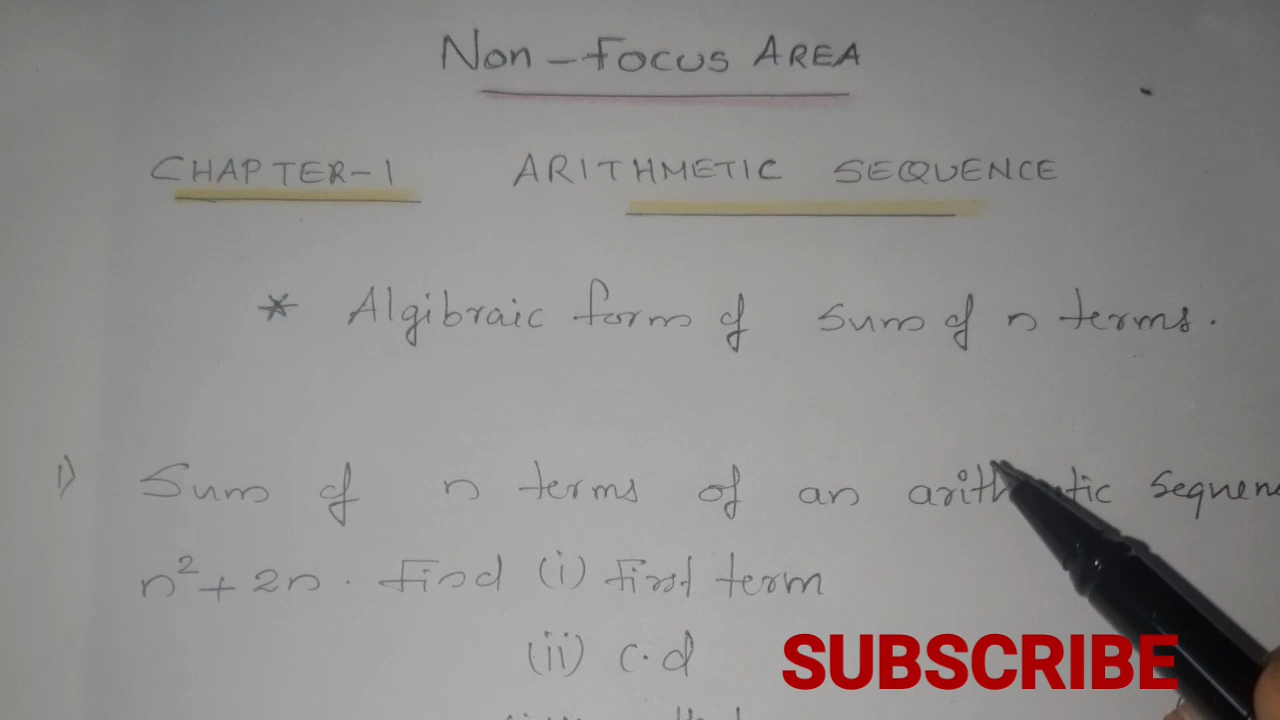 Non-Focus AREA
CHAPTER-1 ARITHMETIC SEQUENCE
* Algibraic form of sum of n terms.
1) Sum of n terms of an
n²+2n. Find (i) First term
(ii) c.d
SUBSCRIBE